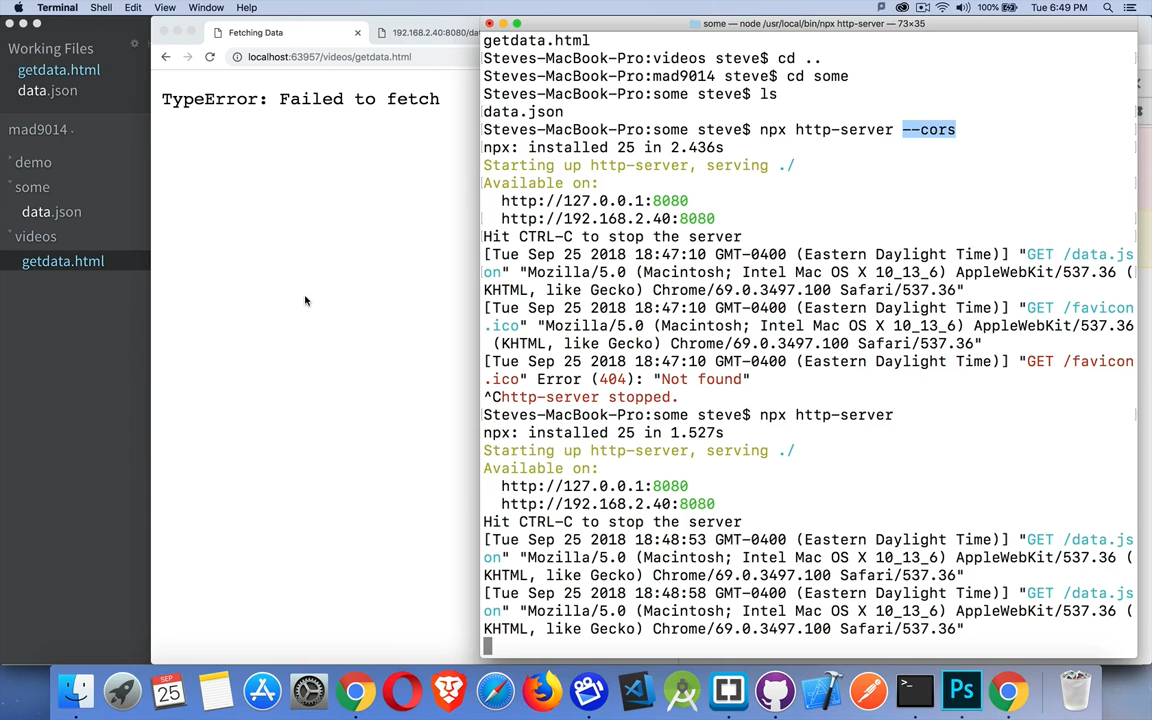 Terminal Shell Edit View Window Help 100% Tue 6:49 PM
Working Files
getdata.html
data.json
mad9014
demo
some
data.json
videos
getdata.html
Fetching Data
192.168.2.40:8080/da
localhost:63957/videos/getdata.html
TypeError: Failed to fetch
some — node /usr/local/bin/npx http-server — 73×35
getdata.html
Steves-MacBook-Pro:videos steve$ cd ..
Steves-MacBook-Pro:mad9014 steve$ cd some
Steves-MacBook-Pro:some steve$ ls
data.json
Steves-MacBook-Pro:some steve$ npx http-server --cors
npx: installed 25 in 2.436s
Starting up http-server, serving ./
Available on:
http://127.0.0.1:8080
http://192.168.2.40:8080
Hit CTRL-C to stop the server
[Tue Sep 25 2018 18:47:10 GMT-0400 (Eastern Daylight Time)] "GET /data.js
on" "Mozilla/5.0 (Macintosh; Intel Mac OS X 10_13_6) AppleWebKit/537.36 (
KHTML, like Gecko) Chrome/69.0.3497.100 Safari/537.36"
[Tue Sep 25 2018 18:47:10 GMT-0400 (Eastern Daylight Time)] "GET /favicon
.ico" "Mozilla/5.0 (Macintosh; Intel Mac OS X 10_13_6) AppleWebKit/537.36
(KHTML, like Gecko) Chrome/69.0.3497.100 Safari/537.36"
[Tue Sep 25 2018 18:47:10 GMT-0400 (Eastern Daylight Time)] "GET /favicon
.ico" Error (404): "Not found"
^Chttp-server stopped.
Steves-MacBook-Pro:some steve$ npx http-server
npx: installed 25 in 1.527s
Starting up http-server, serving ./
Available on:
http://127.0.0.1:8080
http://192.168.2.40:8080
Hit CTRL-C to stop the server
[Tue Sep 25 2018 18:48:53 GMT-0400 (Eastern Daylight Time)] "GET /data.js
on" "Mozilla/5.0 (Macintosh; Intel Mac OS X 10_13_6) AppleWebKit/537.36 (
KHTML, like Gecko) Chrome/69.0.3497.100 Safari/537.36"
[Tue Sep 25 2018 18:48:58 GMT-0400 (Eastern Daylight Time)] "GET /data.js
on" "Mozilla/5.0 (Macintosh; Intel Mac OS X 10_13_6) AppleWebKit/537.36 (
KHTML, like Gecko) Chrome/69.0.3497.100 Safari/537.36"
SEP
25
>_
Ps